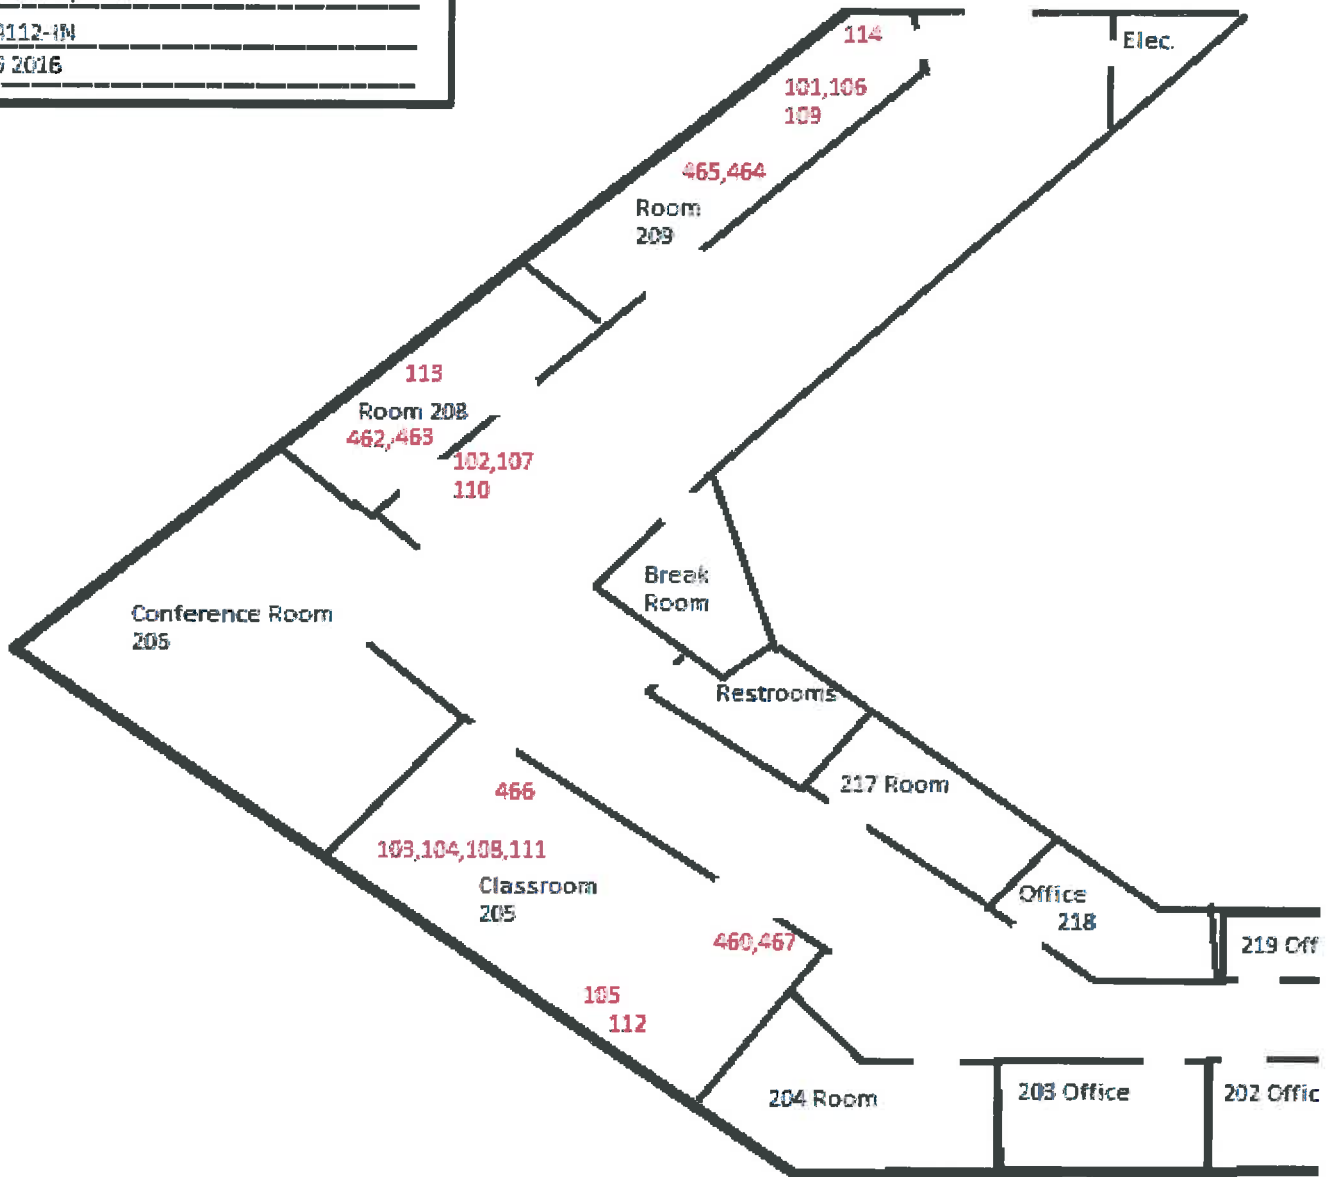 2016
114
Elec.
101,106
109
465,464
Room
209
113
Room 208
462,463
102,107
110
Break
Room
Conference Room
206
Restrooms
217 Room
466
103,104,108,111
Classroom
205
Office
218
460,467
219 Off
105
112
204 Room
203 Office
202 Offic